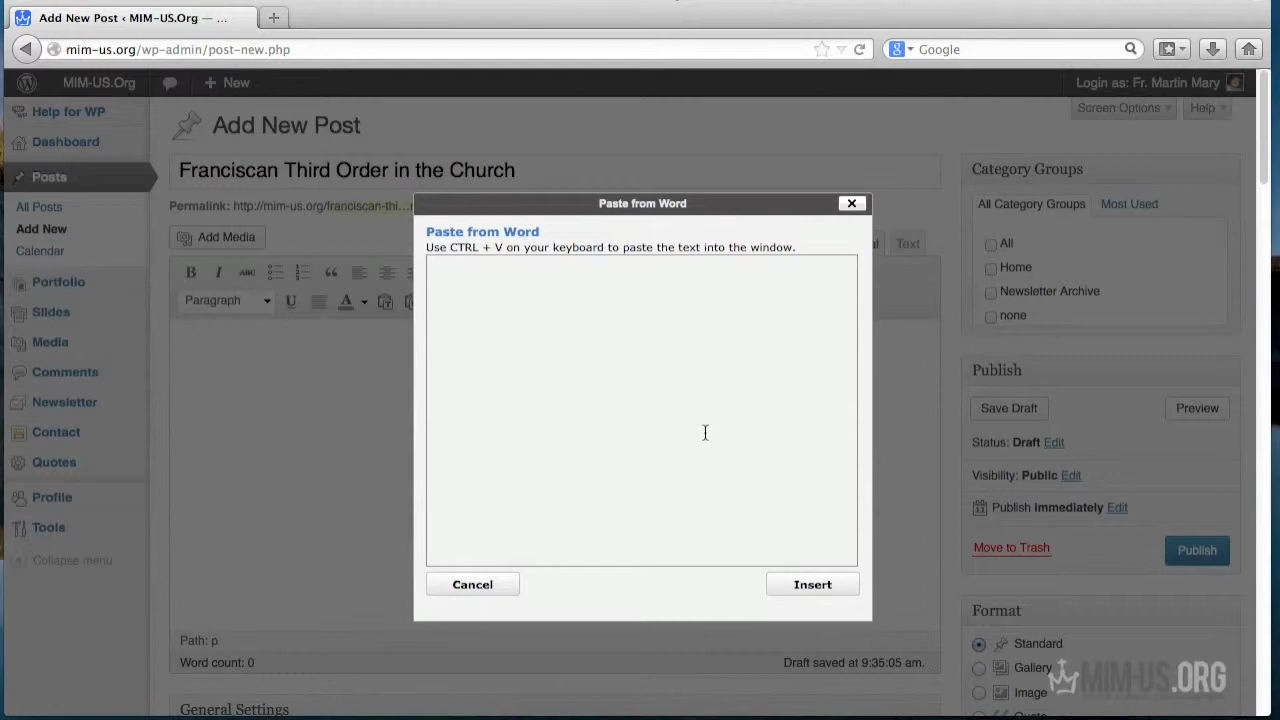 Add New Post ‹ MIM-US.Org — ...
mim-us.org/wp-admin/post-new.php
Google
MIM-US.Org
New
Login as: Fr. Martin Mary
Help for WP
Dashboard
Posts
All Posts
Add New
Calendar
Portfolio
Slides
Media
Comments
Newsletter
Contact
Quotes
Profile
Tools
Collapse menu
Screen Options
Help
Add New Post
Franciscan Third Order in the Church
Permalink: http://mim-us.org/franciscan-thi...
Add Media
Text
B I ABC
Paragraph
U A
Paste from Word
Paste from Word
Use CTRL + V on your keyboard to paste the text into the window.
Cancel
Insert
Path: p
Word count: 0
Draft saved at 9:35:05 am.
General Settings
Category Groups
All Category Groups
Most Used
All
Home
Newsletter Archive
none
Publish
Save Draft
Preview
Status: Draft Edit
Visibility: Public Edit
Publish immediately Edit
Move to Trash
Publish
Format
Standard
Gallery
Image
MIM-US.ORG